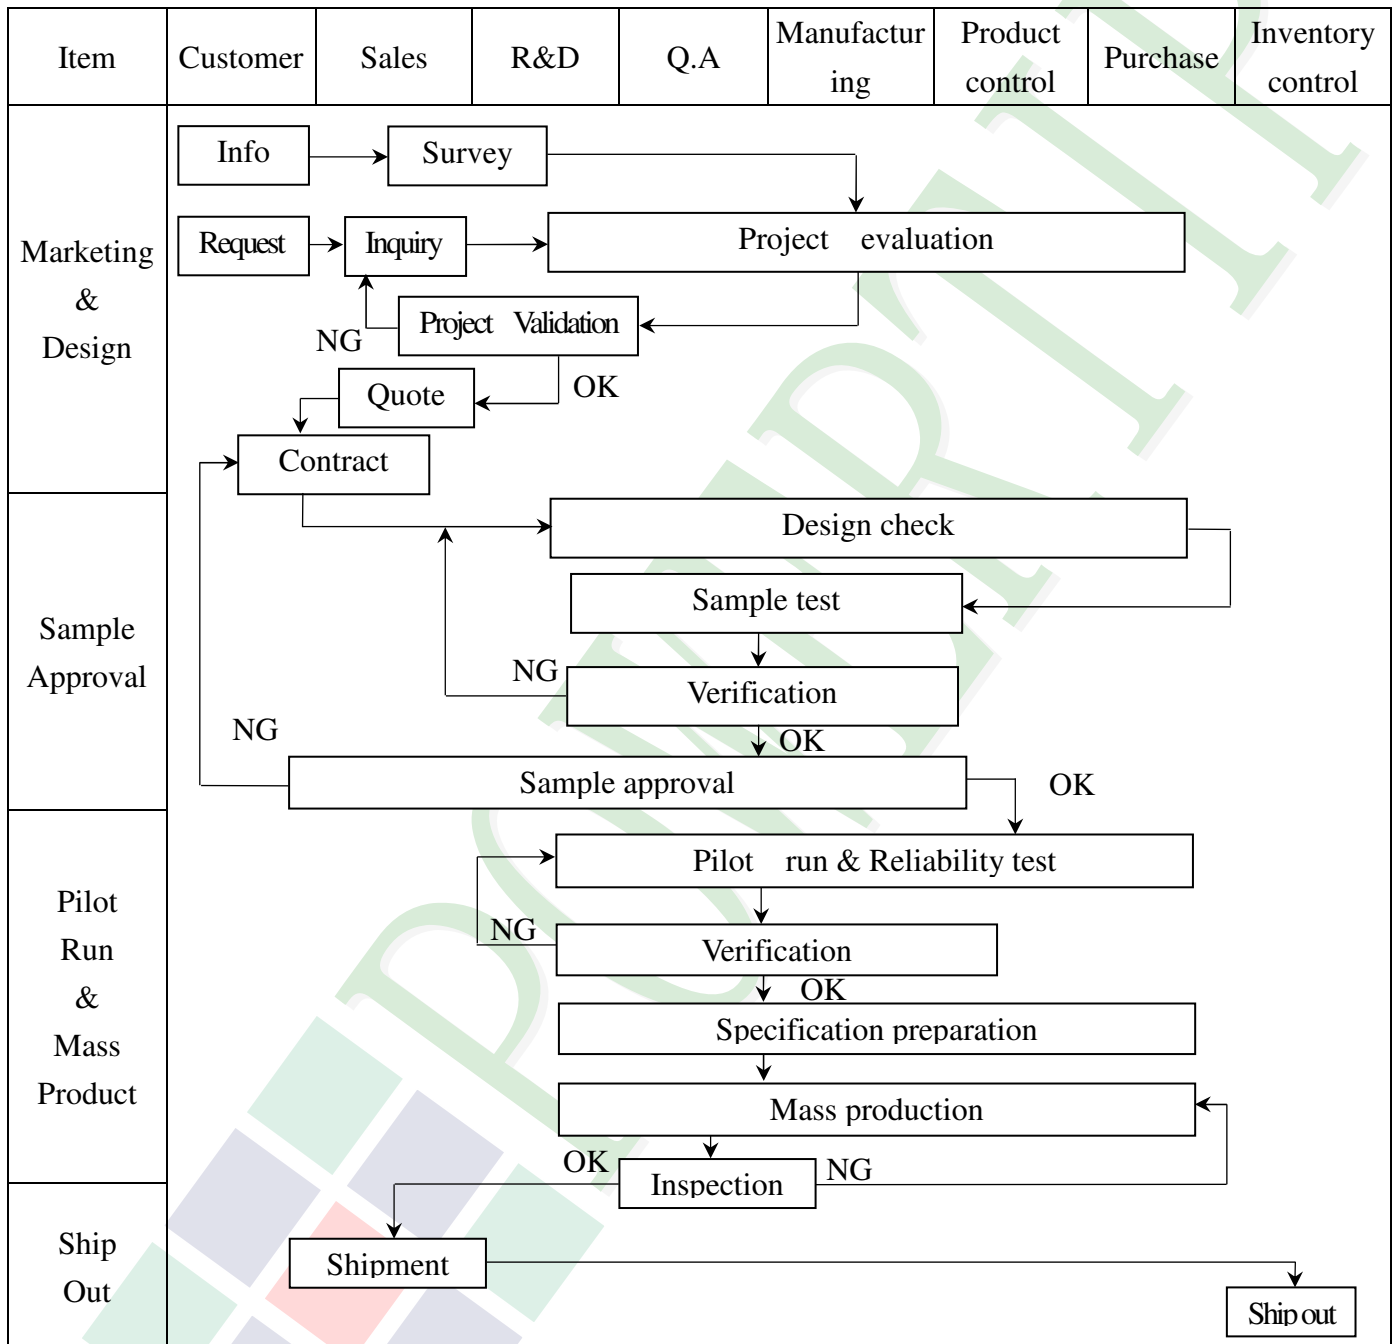 Item
Customer
Sales
R&D
Q.A
Manufactur
ing
Product
control
Purchase
Inventory
control
Marketing
&
Design
Info
Survey
Request
Inquiry
Project evaluation
NG
Project Validation
Quote
OK
Contract
Sample
Approval
Design check
Sample test
NG
Verification
NG
OK
Sample approval
OK
Pilot
Run
&
Mass
Product
Pilot run & Reliability test
NG
Verification
OK
Specification preparation
Mass production
OK
Inspection
NG
Ship
Out
Shipment
Ship out
POWERTIP